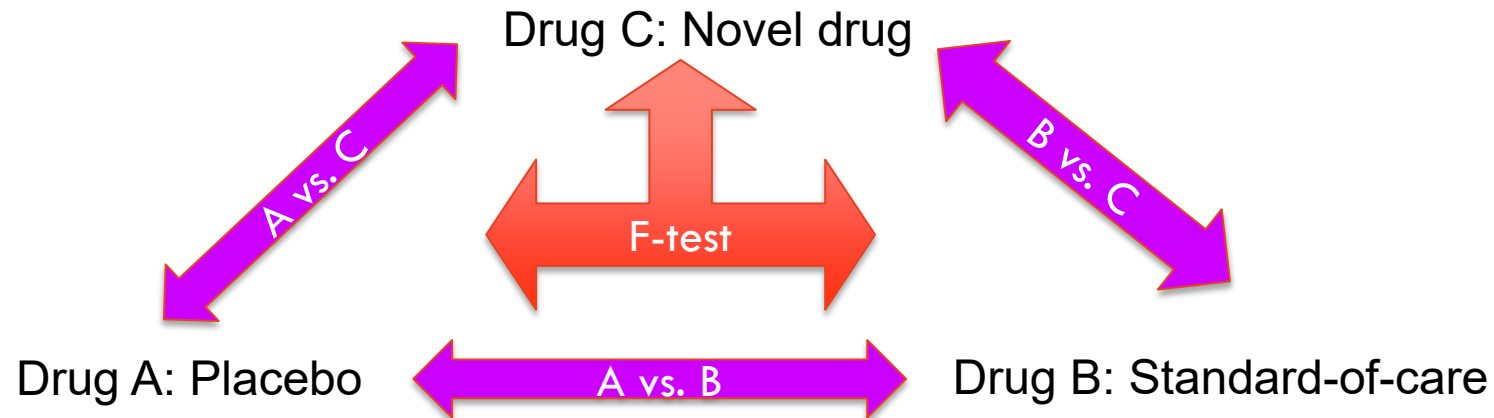 Drug C: Novel drug
A vs. C
B vs. C
F-test
Drug A: Placebo
A vs. B
Drug B: Standard-of-care